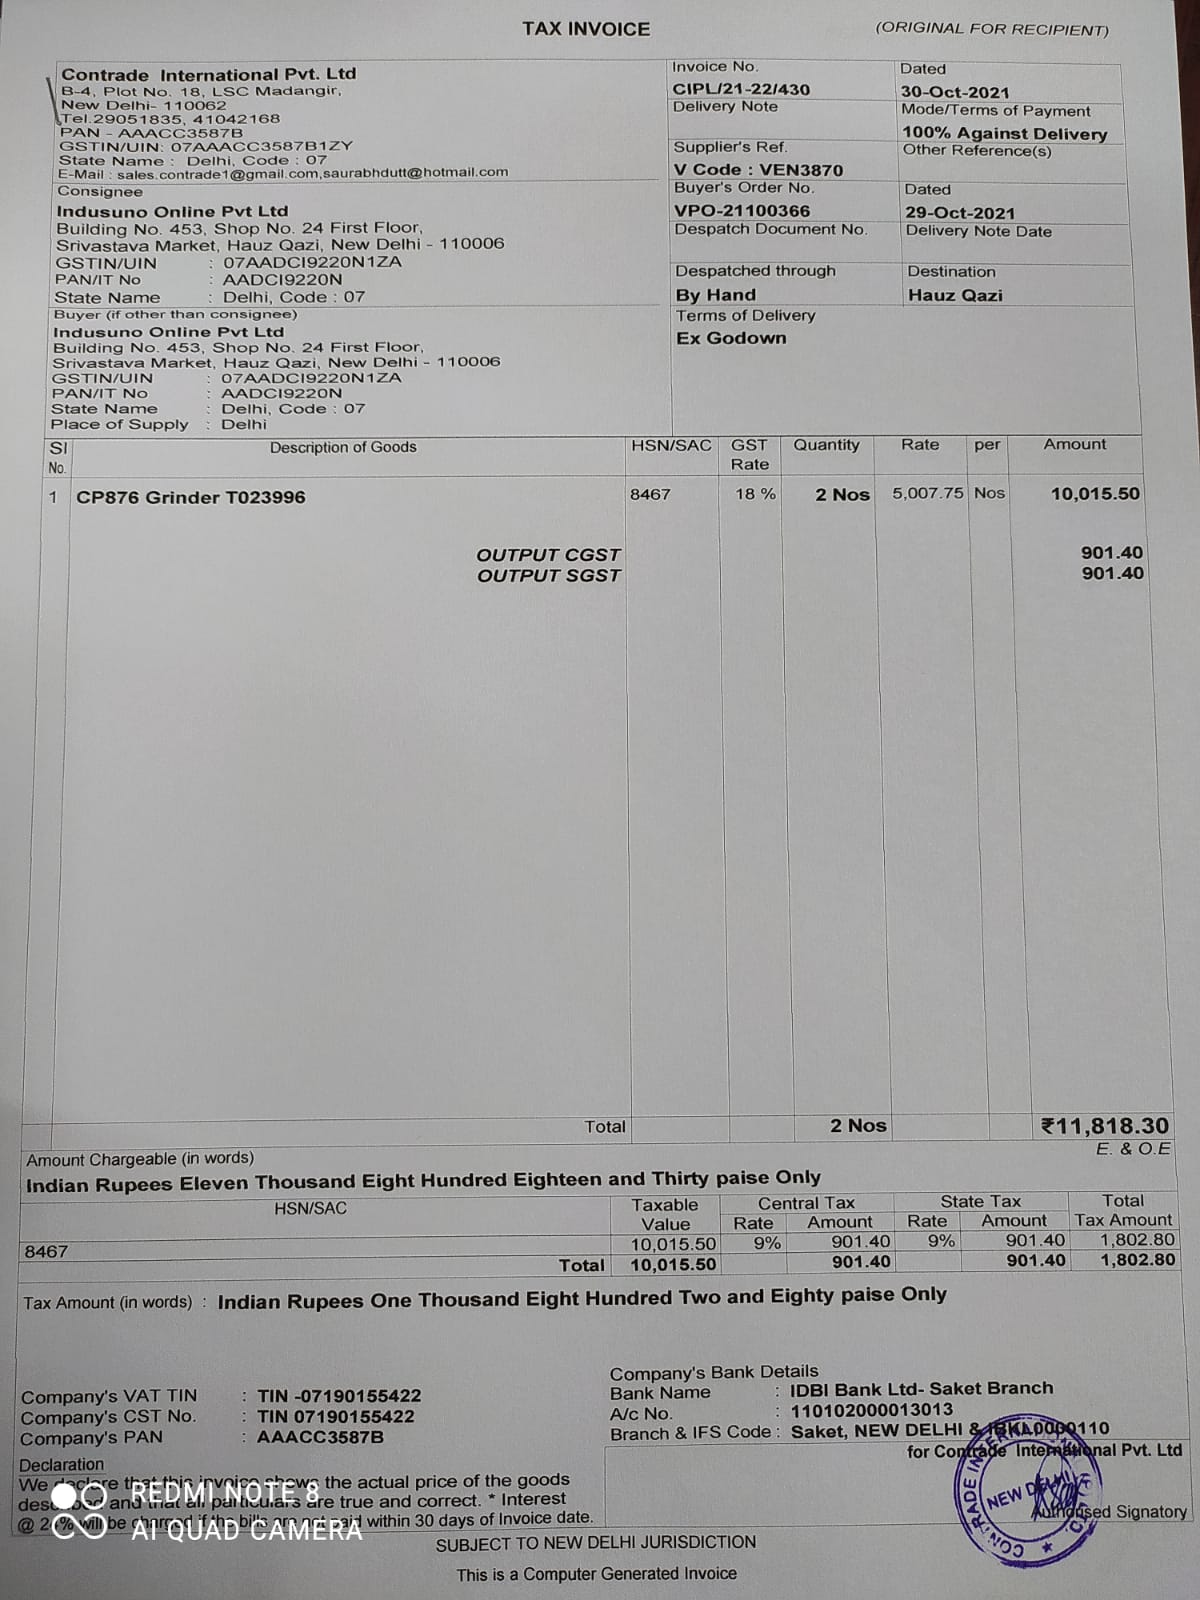 TAX INVOICE
(ORIGINAL FOR RECIPIENT)
Contrade International Pvt. Ltd
B-4, Plot No. 18, LSC Madangir,
New Delhi- 110062
Tel.29051835, 41042168
PAN - AAACC3587B
GSTIN/UIN: 07AAACC3587B1ZY
State Name : Delhi, Code : 07
E-Mail : sales.contrade1@gmail.com,saurabhdutt@hotmail.com
Invoice No.
CIPL/21-22/430
Dated
30-Oct-2021
Delivery Note
Mode/Terms of Payment
100% Against Delivery
Supplier's Ref.
V Code : VEN3870
Other Reference(s)
Buyer's Order No.
VPO-21100366
Dated
29-Oct-2021
Despatch Document No.
Delivery Note Date
Despatched through
By Hand
Destination
Hauz Qazi
Terms of Delivery
Ex Godown
Consignee
Indusuno Online Pvt Ltd
Building No. 453, Shop No. 24 First Floor,
Srivastava Market, Hauz Qazi, New Delhi - 110006
GSTIN/UIN : 07AADCI9220N1ZA
PAN/IT No : AADCI9220N
State Name : Delhi, Code : 07
Buyer (if other than consignee)
Indusuno Online Pvt Ltd
Building No. 453, Shop No. 24 First Floor,
Srivastava Market, Hauz Qazi, New Delhi - 110006
GSTIN/UIN : 07AADCI9220N1ZA
PAN/IT No : AADCI9220N
State Name : Delhi, Code : 07
Place of Supply : Delhi
Sl No. Description of Goods HSN/SAC GST Rate Quantity Rate per Amount
1 CP876 Grinder T023996 8467 18 % 2 Nos 5,007.75 Nos 10,015.50
OUTPUT CGST 901.40
OUTPUT SGST 901.40
Total 2 Nos ₹11,818.30
E. & O.E
Amount Chargeable (in words)
Indian Rupees Eleven Thousand Eight Hundred Eighteen and Thirty paise Only
HSN/SAC Taxable Value Central Tax State Tax Total Tax Amount
Rate Amount Rate Amount
8467 10,015.50 9% 901.40 9% 901.40 1,802.80
Total 10,015.50 901.40 901.40 1,802.80
Tax Amount (in words) : Indian Rupees One Thousand Eight Hundred Two and Eighty paise Only
Company's VAT TIN : TIN -07190155422
Company's CST No. : TIN 07190155422
Company's PAN : AAACC3587B
Company's Bank Details
Bank Name : IDBI Bank Ltd- Saket Branch
A/c No. : 110102000013013
Branch & IFS Code : Saket, NEW DELHI & IBKL0000110
Declaration
We declare that this invoice shows the actual price of the goods
described and that all particulars are true and correct. * Interest
@ 24% will be charged if the bills are not paid within 30 days of Invoice date.
for Contrade International Pvt. Ltd
NEW DELHI
Authorised Signatory
SUBJECT TO NEW DELHI JURISDICTION
This is a Computer Generated Invoice
REDMI NOTE 8
AI QUAD CAMERA